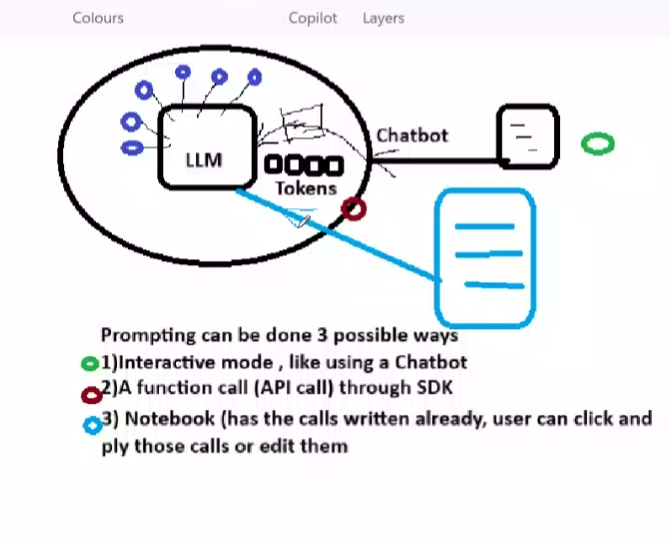 Colours Copilot Layers
Chatbot
LLM
Tokens
Prompting can be done 3 possible ways
1)Interactive mode , like using a Chatbot
2)A function call (API call) through SDK
3) Notebook (has the calls written already, user can click and
ply those calls or edit them